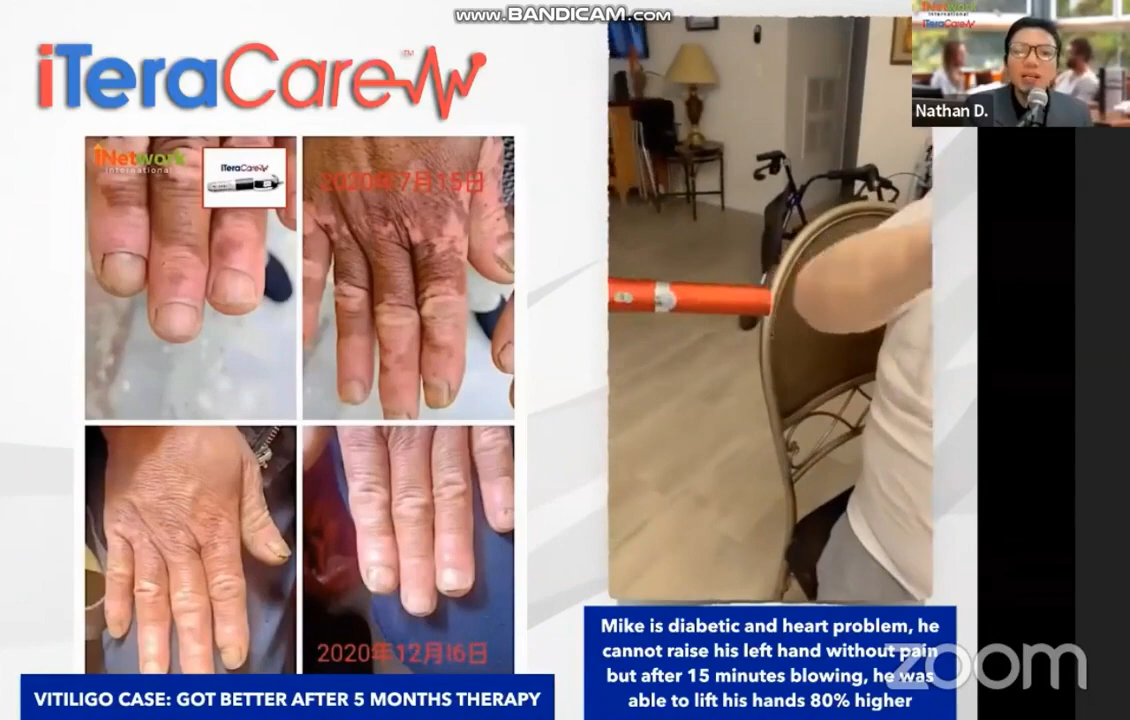 www.BANDICAM.com
iTeraCare™
iNetwork
international
iTeraCare
2020年7月15日
2020年12月16日
VITILIGO CASE: GOT BETTER AFTER 5 MONTHS THERAPY
iNetwork
international
iTeraCare
Nathan D.
Mike is diabetic and heart problem, he
cannot raise his left hand without pain
but after 15 minutes blowing, he was
able to lift his hands 80% higher
zoom